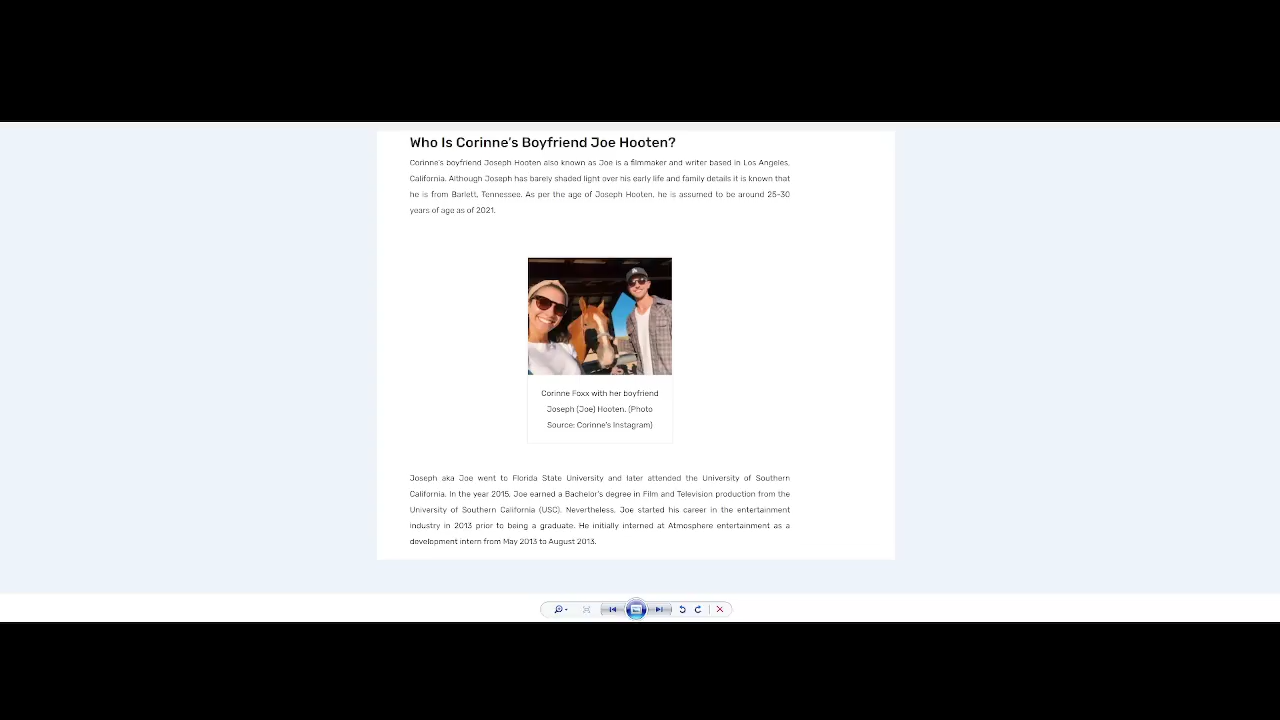 Who Is Corinne's Boyfriend Joe Hooten?
Corinne's boyfriend Joseph Hooten also known as Joe is a filmmaker and writer based in Los Angeles,
California. Although Joseph has barely shaded light over his early life and family details it is known that
he is from Barlett, Tennessee. As per the age of Joseph Hooten, he is assumed to be around 25-30
years of age as of 2021.
Corinne Foxx with her boyfriend
Joseph (Joe) Hooten. (Photo
Source: Corinne's Instagram)
Joseph aka Joe went to Florida State University and later attended the University of Southern
California. In the year 2015, Joe earned a Bachelor's degree in Film and Television production from the
University of Southern California (USC). Nevertheless, Joe started his career in the entertainment
industry in 2013 prior to being a graduate. He initially interned at Atmosphere entertainment as a
development intern from May 2013 to August 2013.